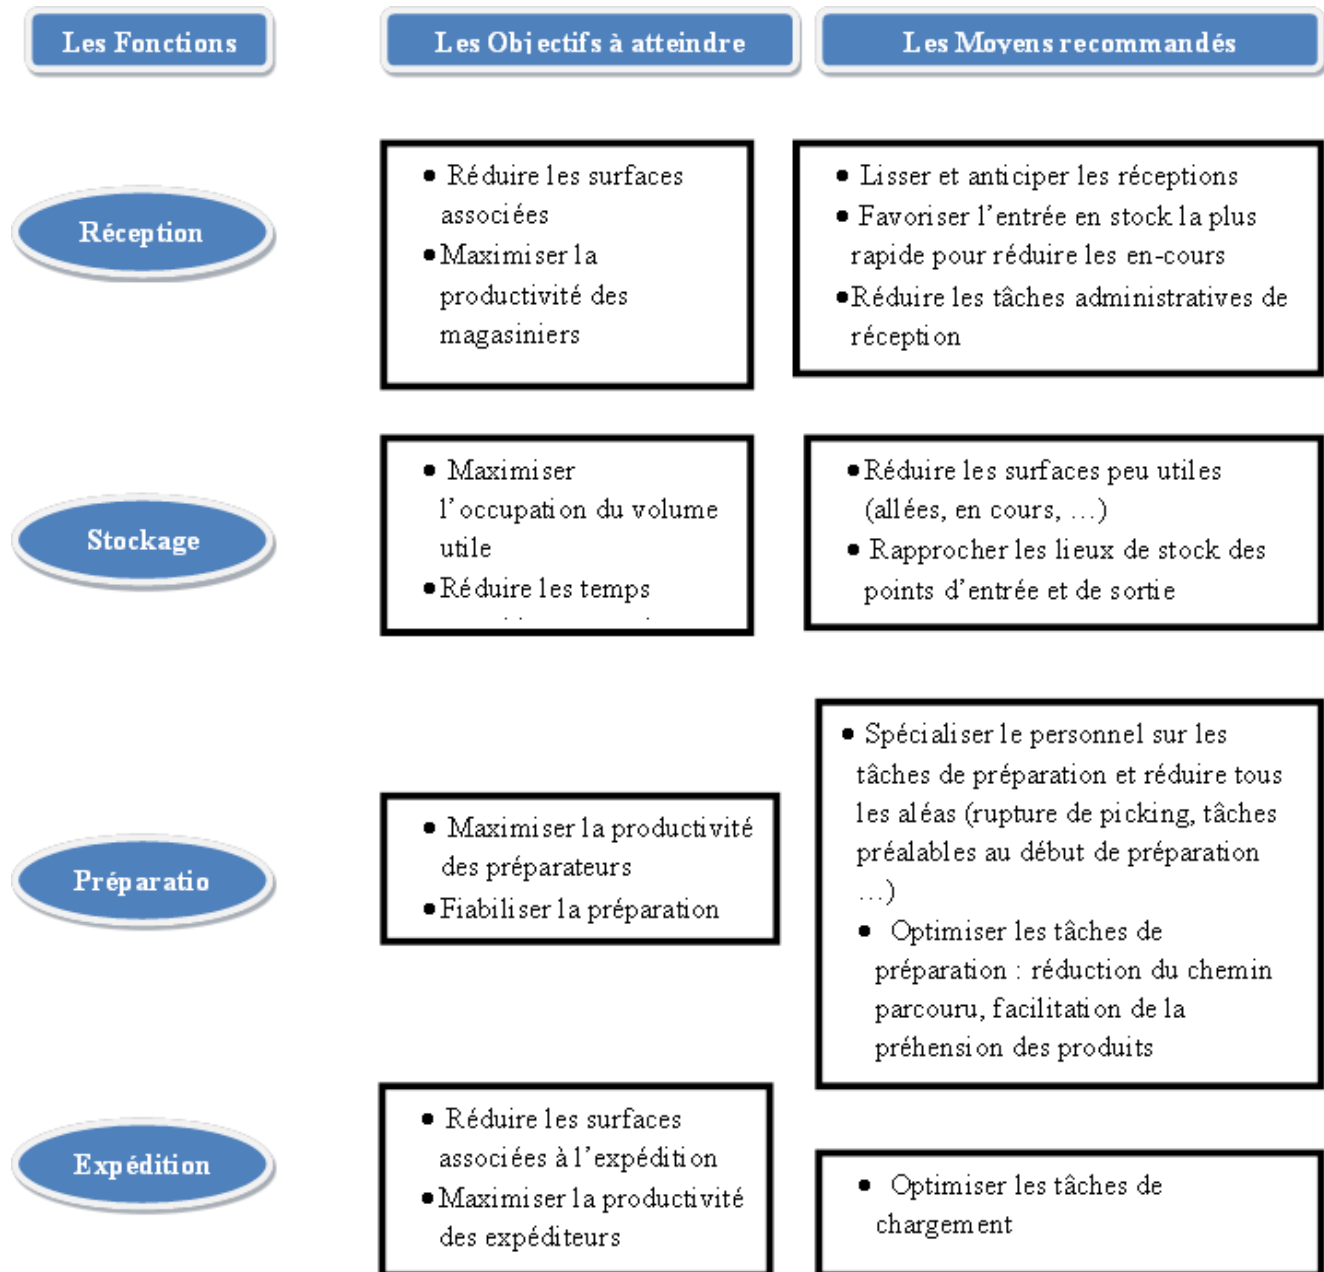 Les Fonctions
Les Objectifs à atteindre
Les Moyens recommandés
Réception
• Réduire les surfaces
associées
• Maximiser la
productivité des
magasiniers
• Lisser et anticiper les réceptions
• Favoriser l’entrée en stock la plus
rapide pour réduire les en-cours
• Réduire les tâches administratives de
réception
Stockage
• Maximiser
l’occupation du volume
utile
• Réduire les temps
• Réduire les surfaces peu utiles
(allées, en cours, …)
• Rapprocher les lieux de stock des
points d’entrée et de sortie
Préparatio
• Maximiser la productivité
des préparateurs
• Fiabiliser la préparation
• Spécialiser le personnel sur les
tâches de préparation et réduire tous
les aléas (rupture de picking, tâches
préalables au début de préparation
…)
• Optimiser les tâches de
préparation : réduction du chemin
parcouru, facilitation de la
préhension des produits
Expédition
• Réduire les surfaces
associées à l’expédition
• Maximiser la productivité
des expéditeurs
• Optimiser les tâches de
chargement